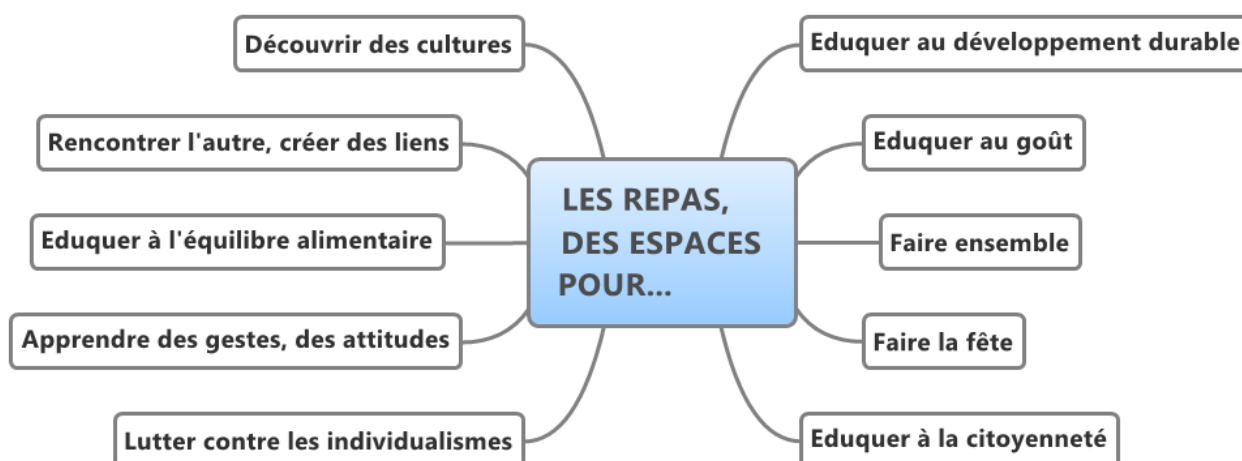 Découvrir des cultures
Rencontrer l'autre, créer des liens
Eduquer à l'équilibre alimentaire
Apprendre des gestes, des attitudes
Lutter contre les individualismes
LES REPAS,
DES ESPACES
POUR...
Eduquer au développement durable
Eduquer au goût
Faire ensemble
Faire la fête
Eduquer à la citoyenneté